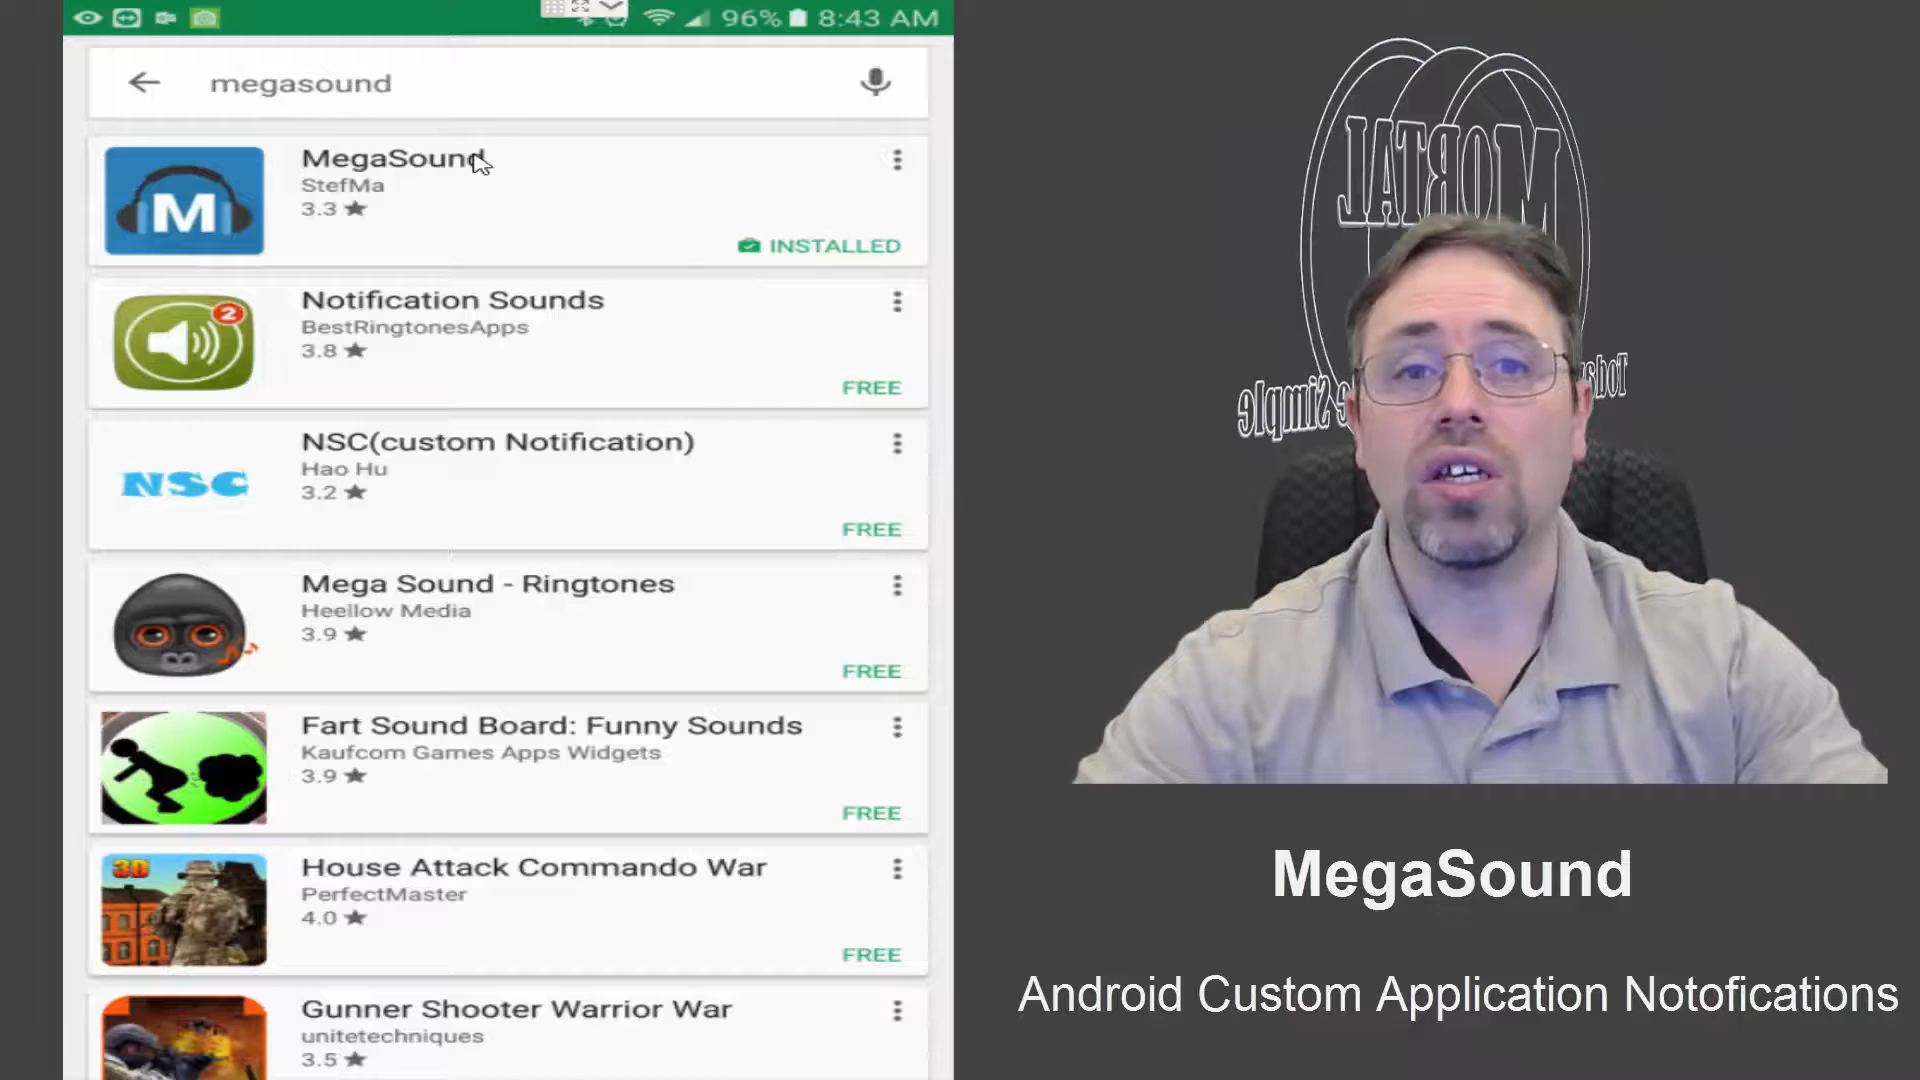 96% 8:43 AM
megasound
MegaSound
StefMa
3.3 ★
INSTALLED
M
Notification Sounds
BestRingtonesApps
3.8 ★
FREE
2
NSC(custom Notification)
Hao Hu
3.2 ★
FREE
NSC
Mega Sound - Ringtones
Heellow Media
3.9 ★
FREE
Fart Sound Board: Funny Sounds
Kaufcom Games Apps Widgets
3.9 ★
FREE
House Attack Commando War
PerfectMaster
4.0 ★
FREE
3D
Gunner Shooter Warrior War
unitetechniques
3.5 ★
MORTAL
MegaSound
Android Custom Application Notofications